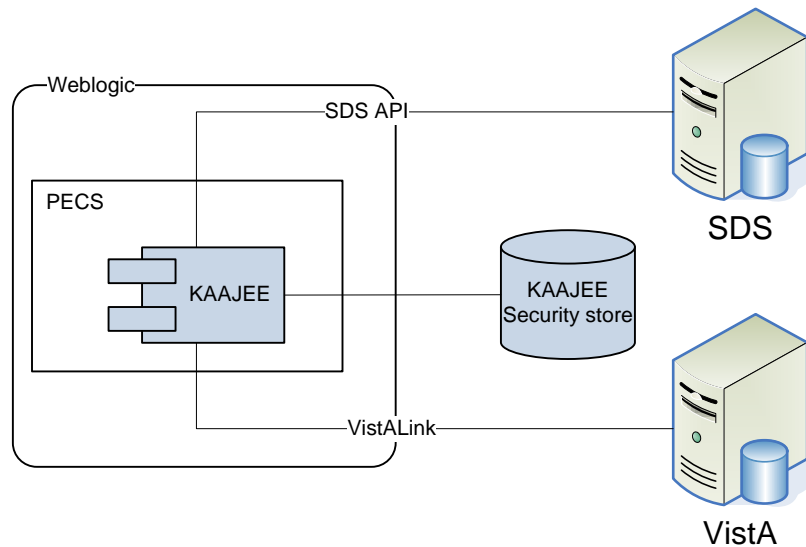 Weblogic
SDS API
SDS
PECS
KAAJEE
KAAJEE
Security store
VistALink
VistA